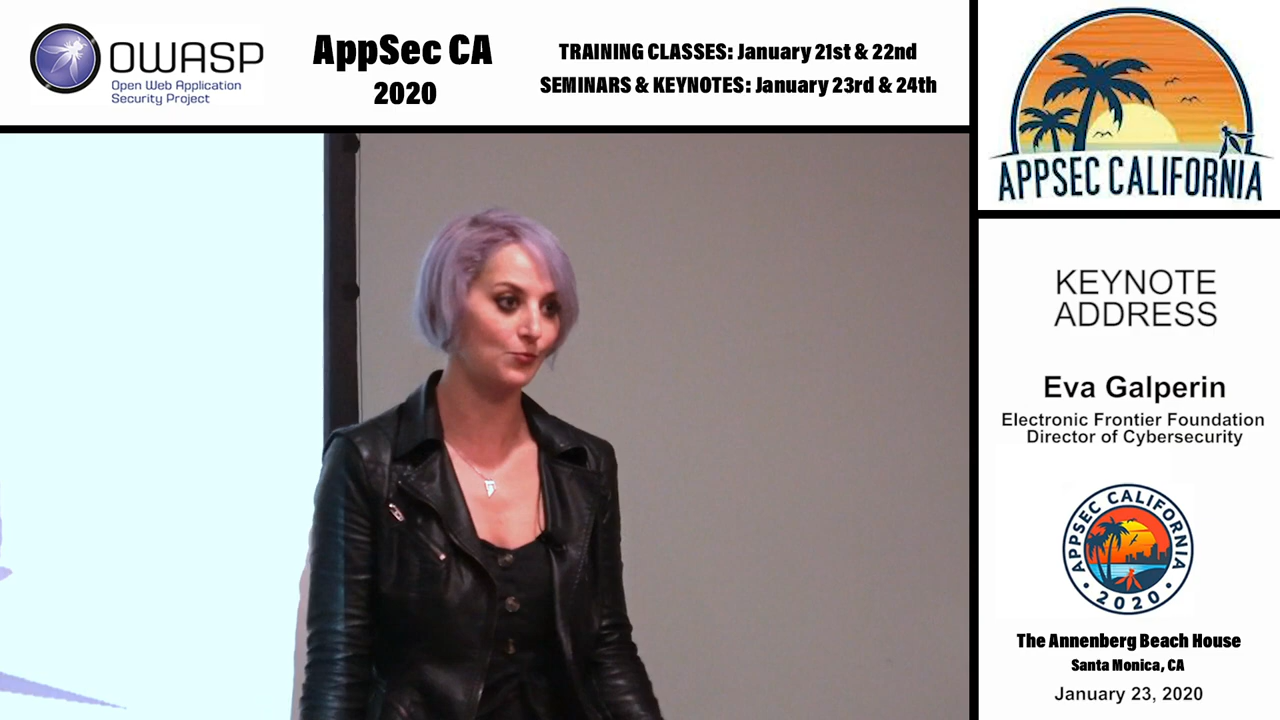 OWASP
Open Web Application
Security Project
AppSec CA
2020
TRAINING CLASSES: January 21st & 22nd
SEMINARS & KEYNOTES: January 23rd & 24th
APPSEC CALIFORNIA
KEYNOTE
ADDRESS
Eva Galperin
Electronic Frontier Foundation
Director of Cybersecurity
APPSEC CALIFORNIA
• 2020 •
The Annenberg Beach House
Santa Monica, CA
January 23, 2020